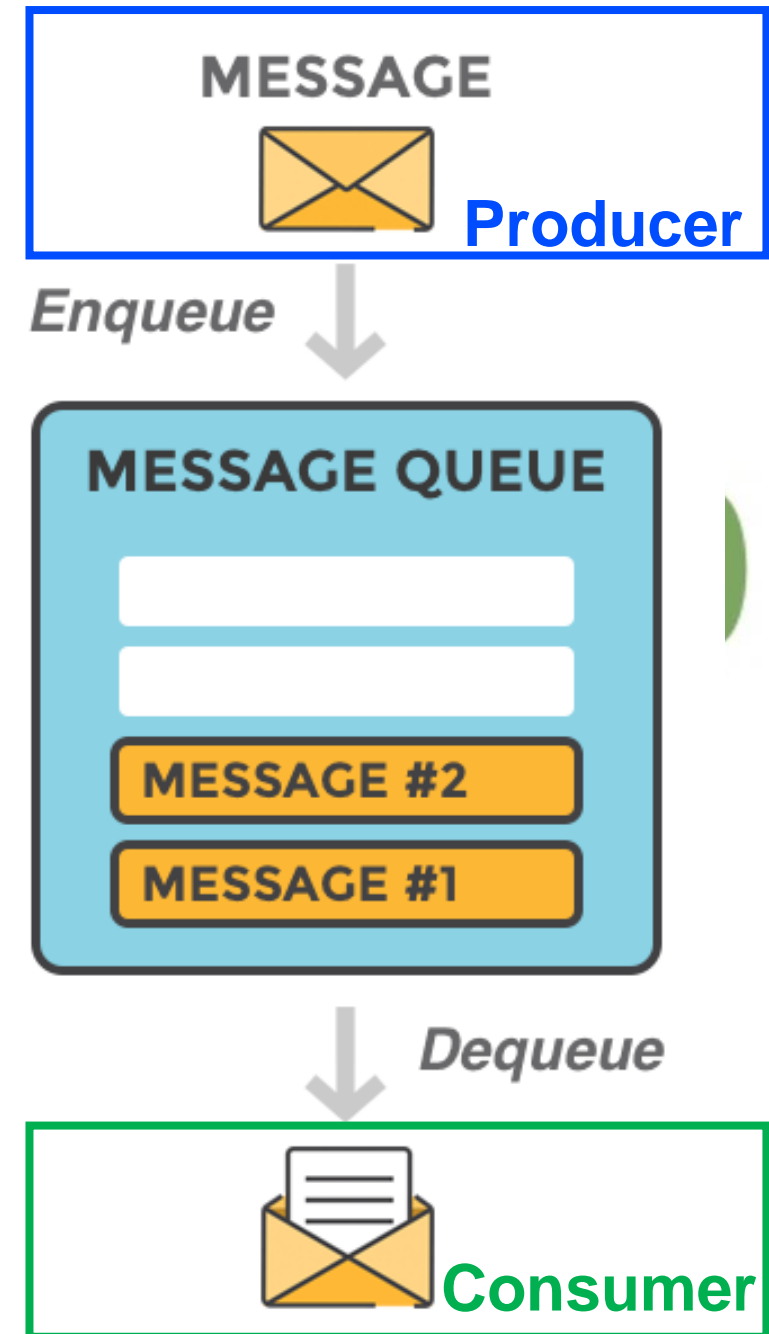 MESSAGE
Producer
Enqueue
MESSAGE QUEUE
MESSAGE #2
MESSAGE #1
Dequeue
Consumer